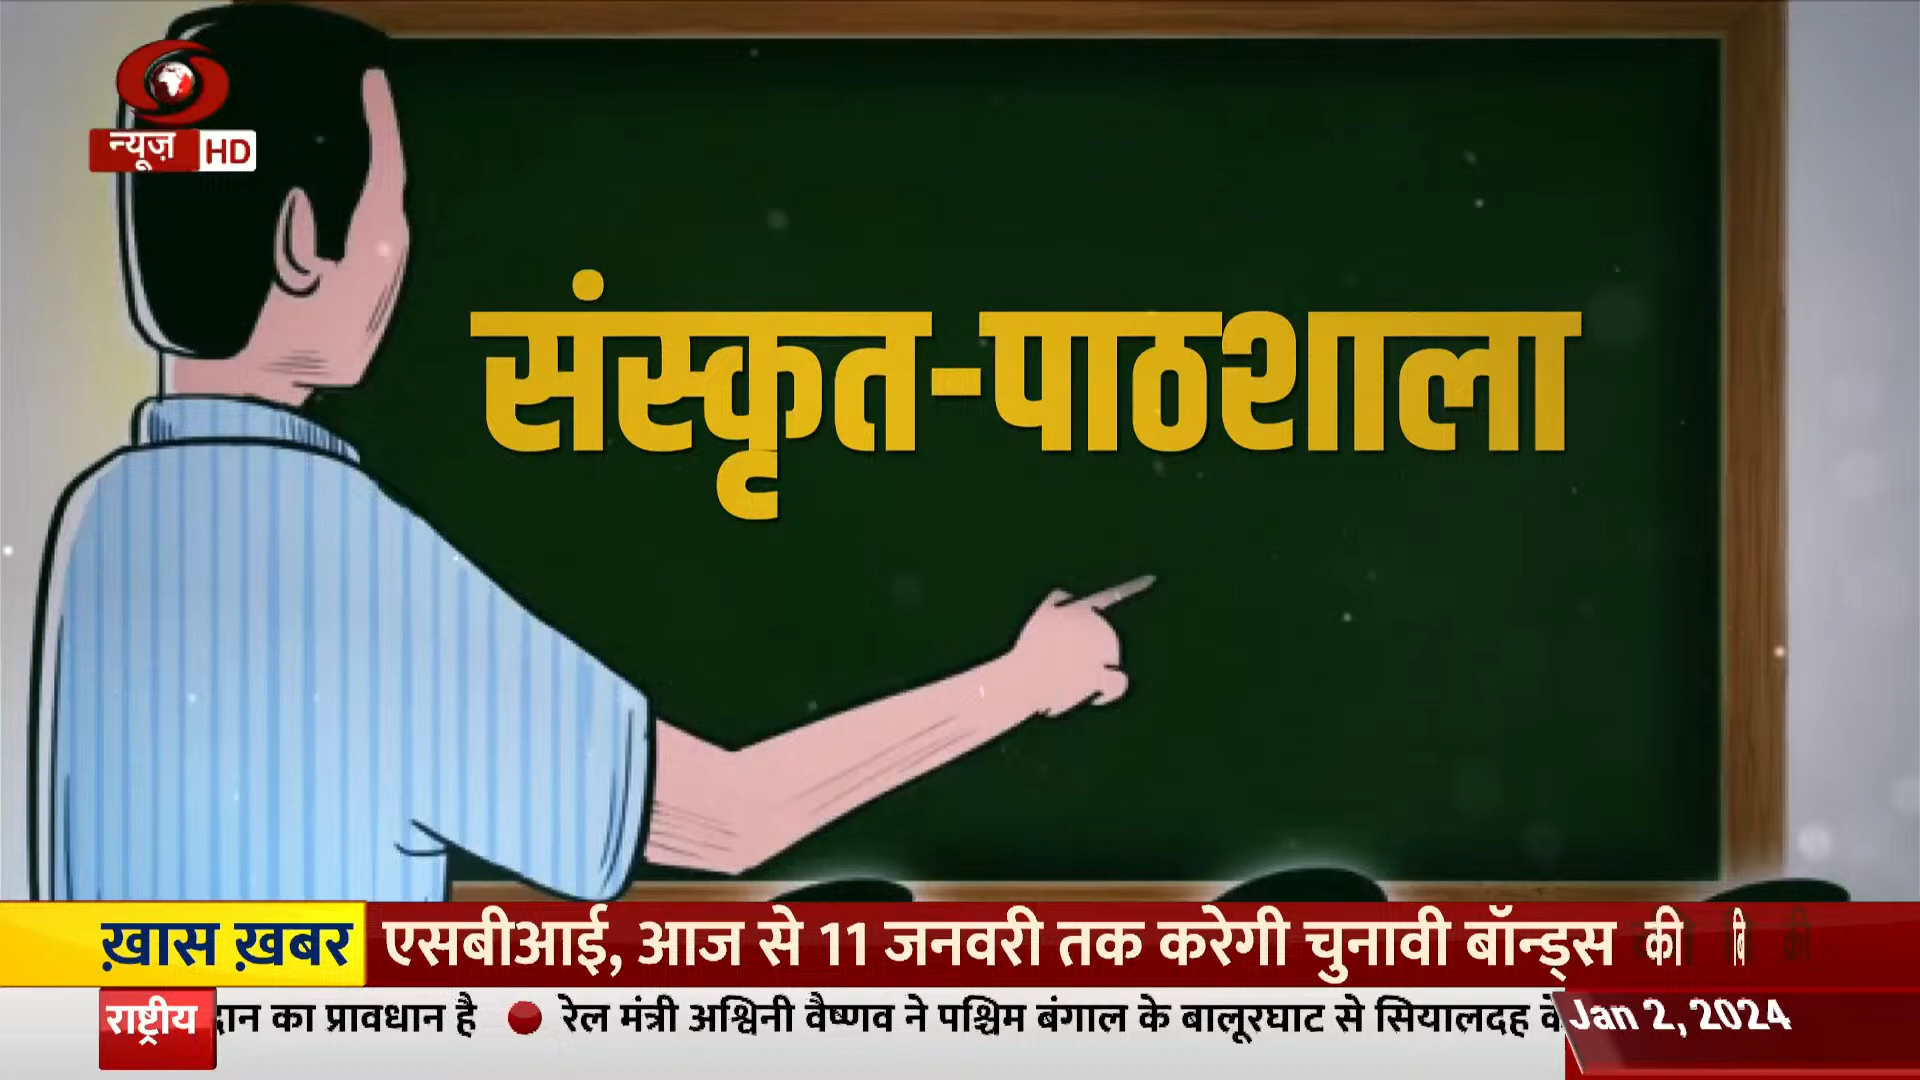 न्यूज़ HD
संस्कृत-पाठशाला
ख़ास ख़बर एसबीआई, आज से 11 जनवरी तक करेगी चुनावी बॉन्ड्स की
राष्ट्रीय का प्रावधान है रेल मंत्री अश्विनी वैष्णव ने पश्चिम बंगाल के बालूरघाट से सियालदह Jan 2, 2024